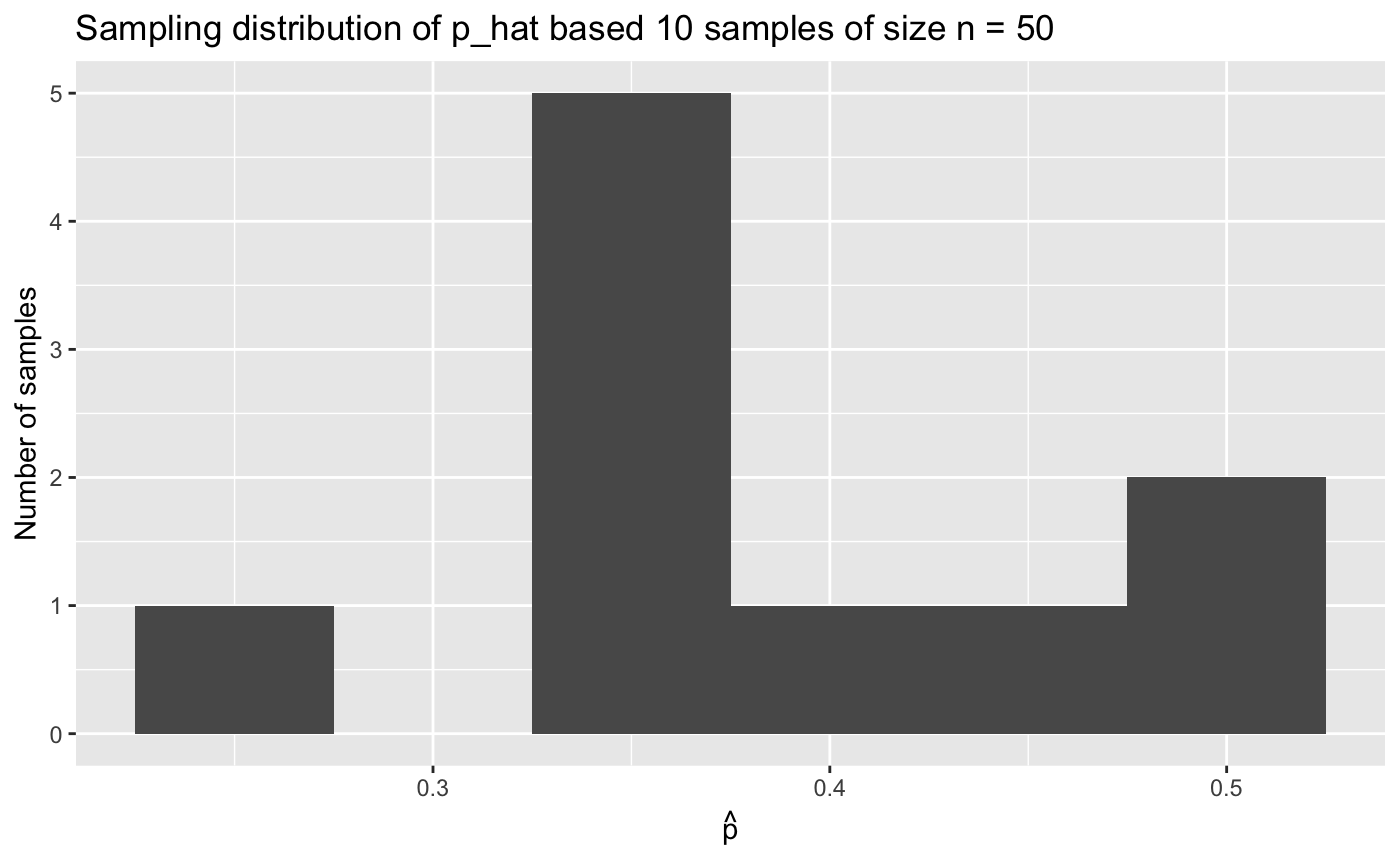 Sampling distribution of p_hat based 10 samples of size n = 50
Number of samples
5
4
3
2
1
0
0.3 0.4 0.5
p̂